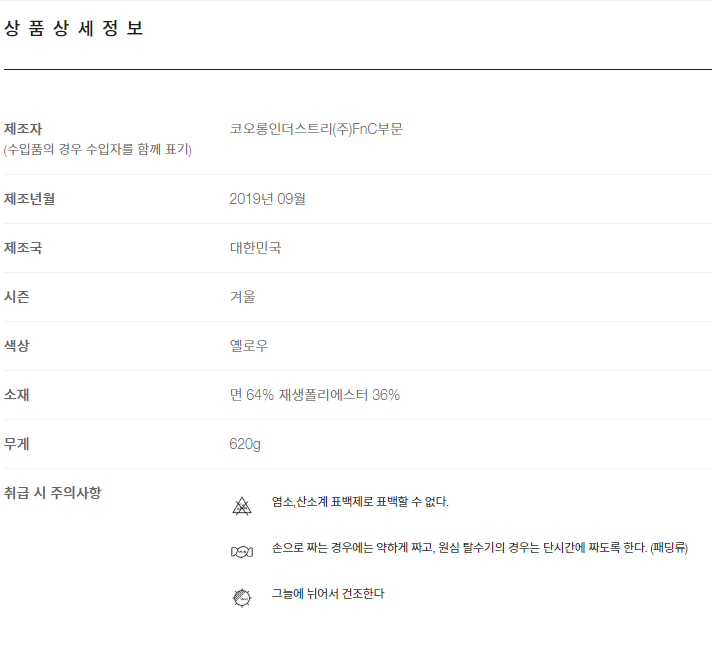 상 품 상 세 정 보
제조자 코오롱인더스트리(주)FnC부문
(수입품의 경우 수입자를 함께 표기)
제조년월 2019년 09월
제조국 대한민국
시즌 겨울
색상 옐로우
소재 면 64% 재생폴리에스터 36%
무게 620g
취급 시 주의사항
염소,산소계 표백제로 표백할 수 없다.
손으로 짜는 경우에는 약하게 짜고, 원심 탈수기의 경우는 단시간에 짜도록 한다. (패딩류)
그늘에 뉘어서 건조한다